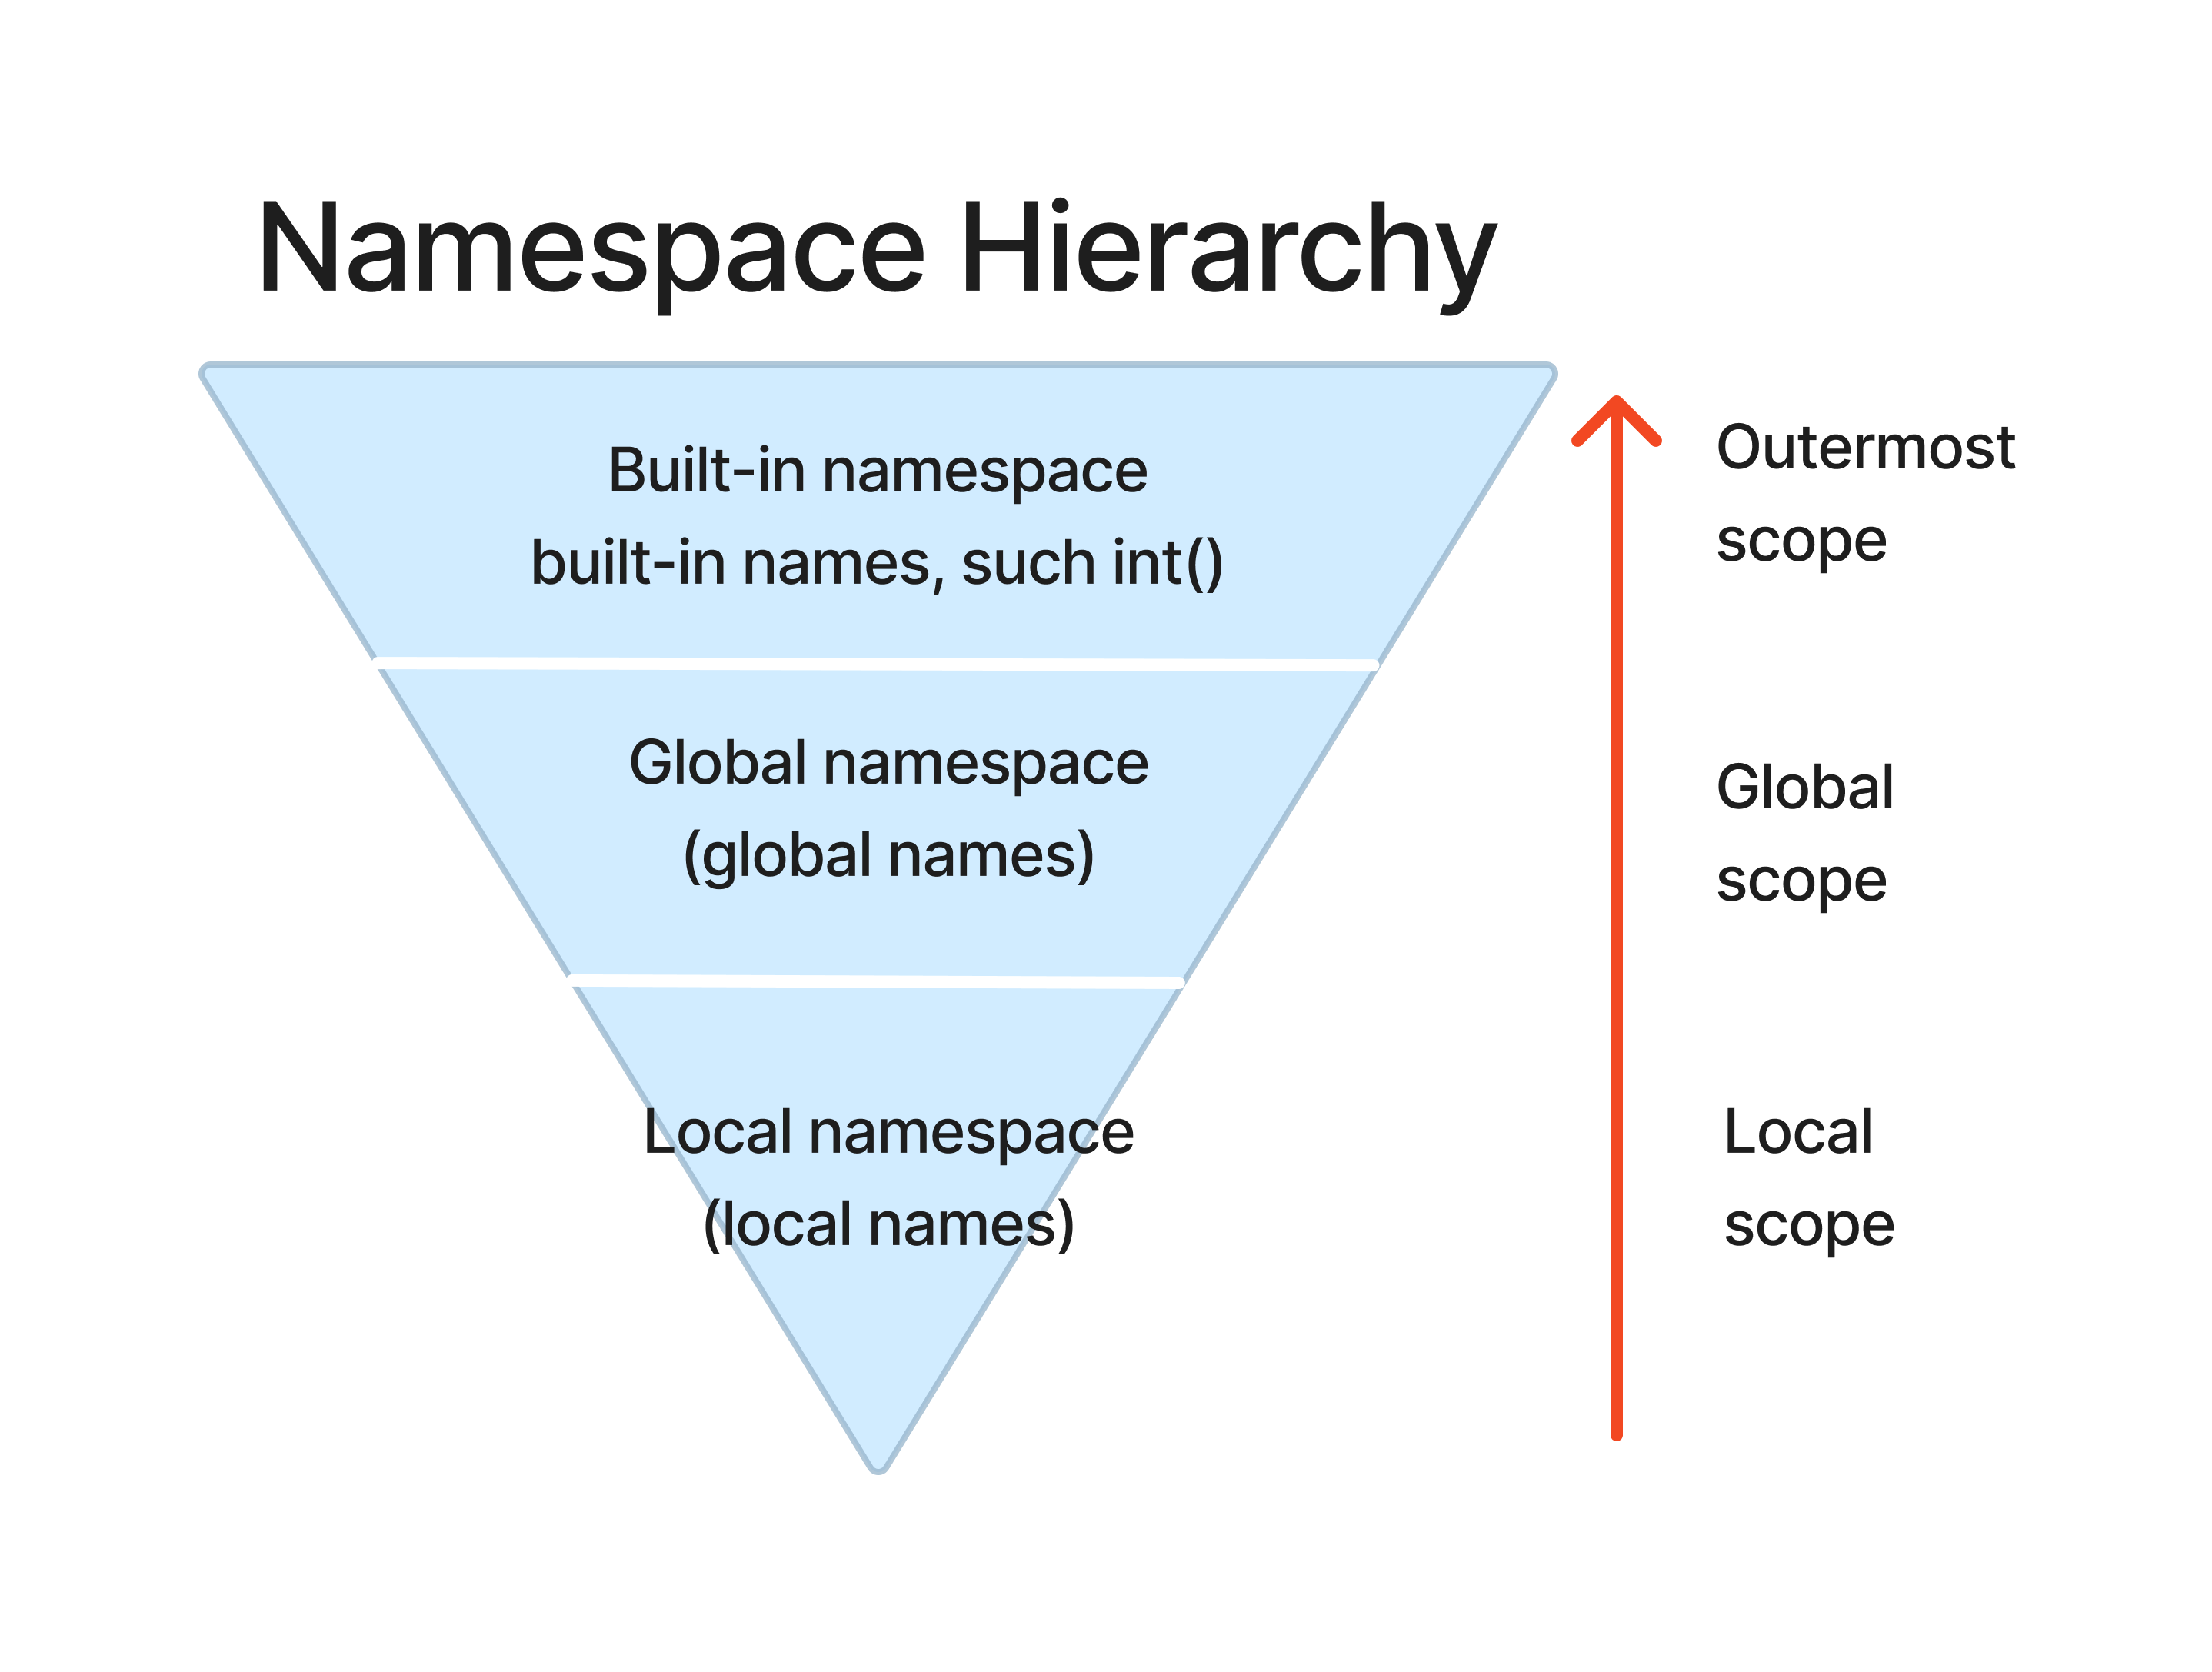 Namespace Hierarchy
Built-in namespace
built-in names, such int()
Outermost
scope
Global namespace
(global names)
Global
scope
Local namespace
(local names)
Local
scope